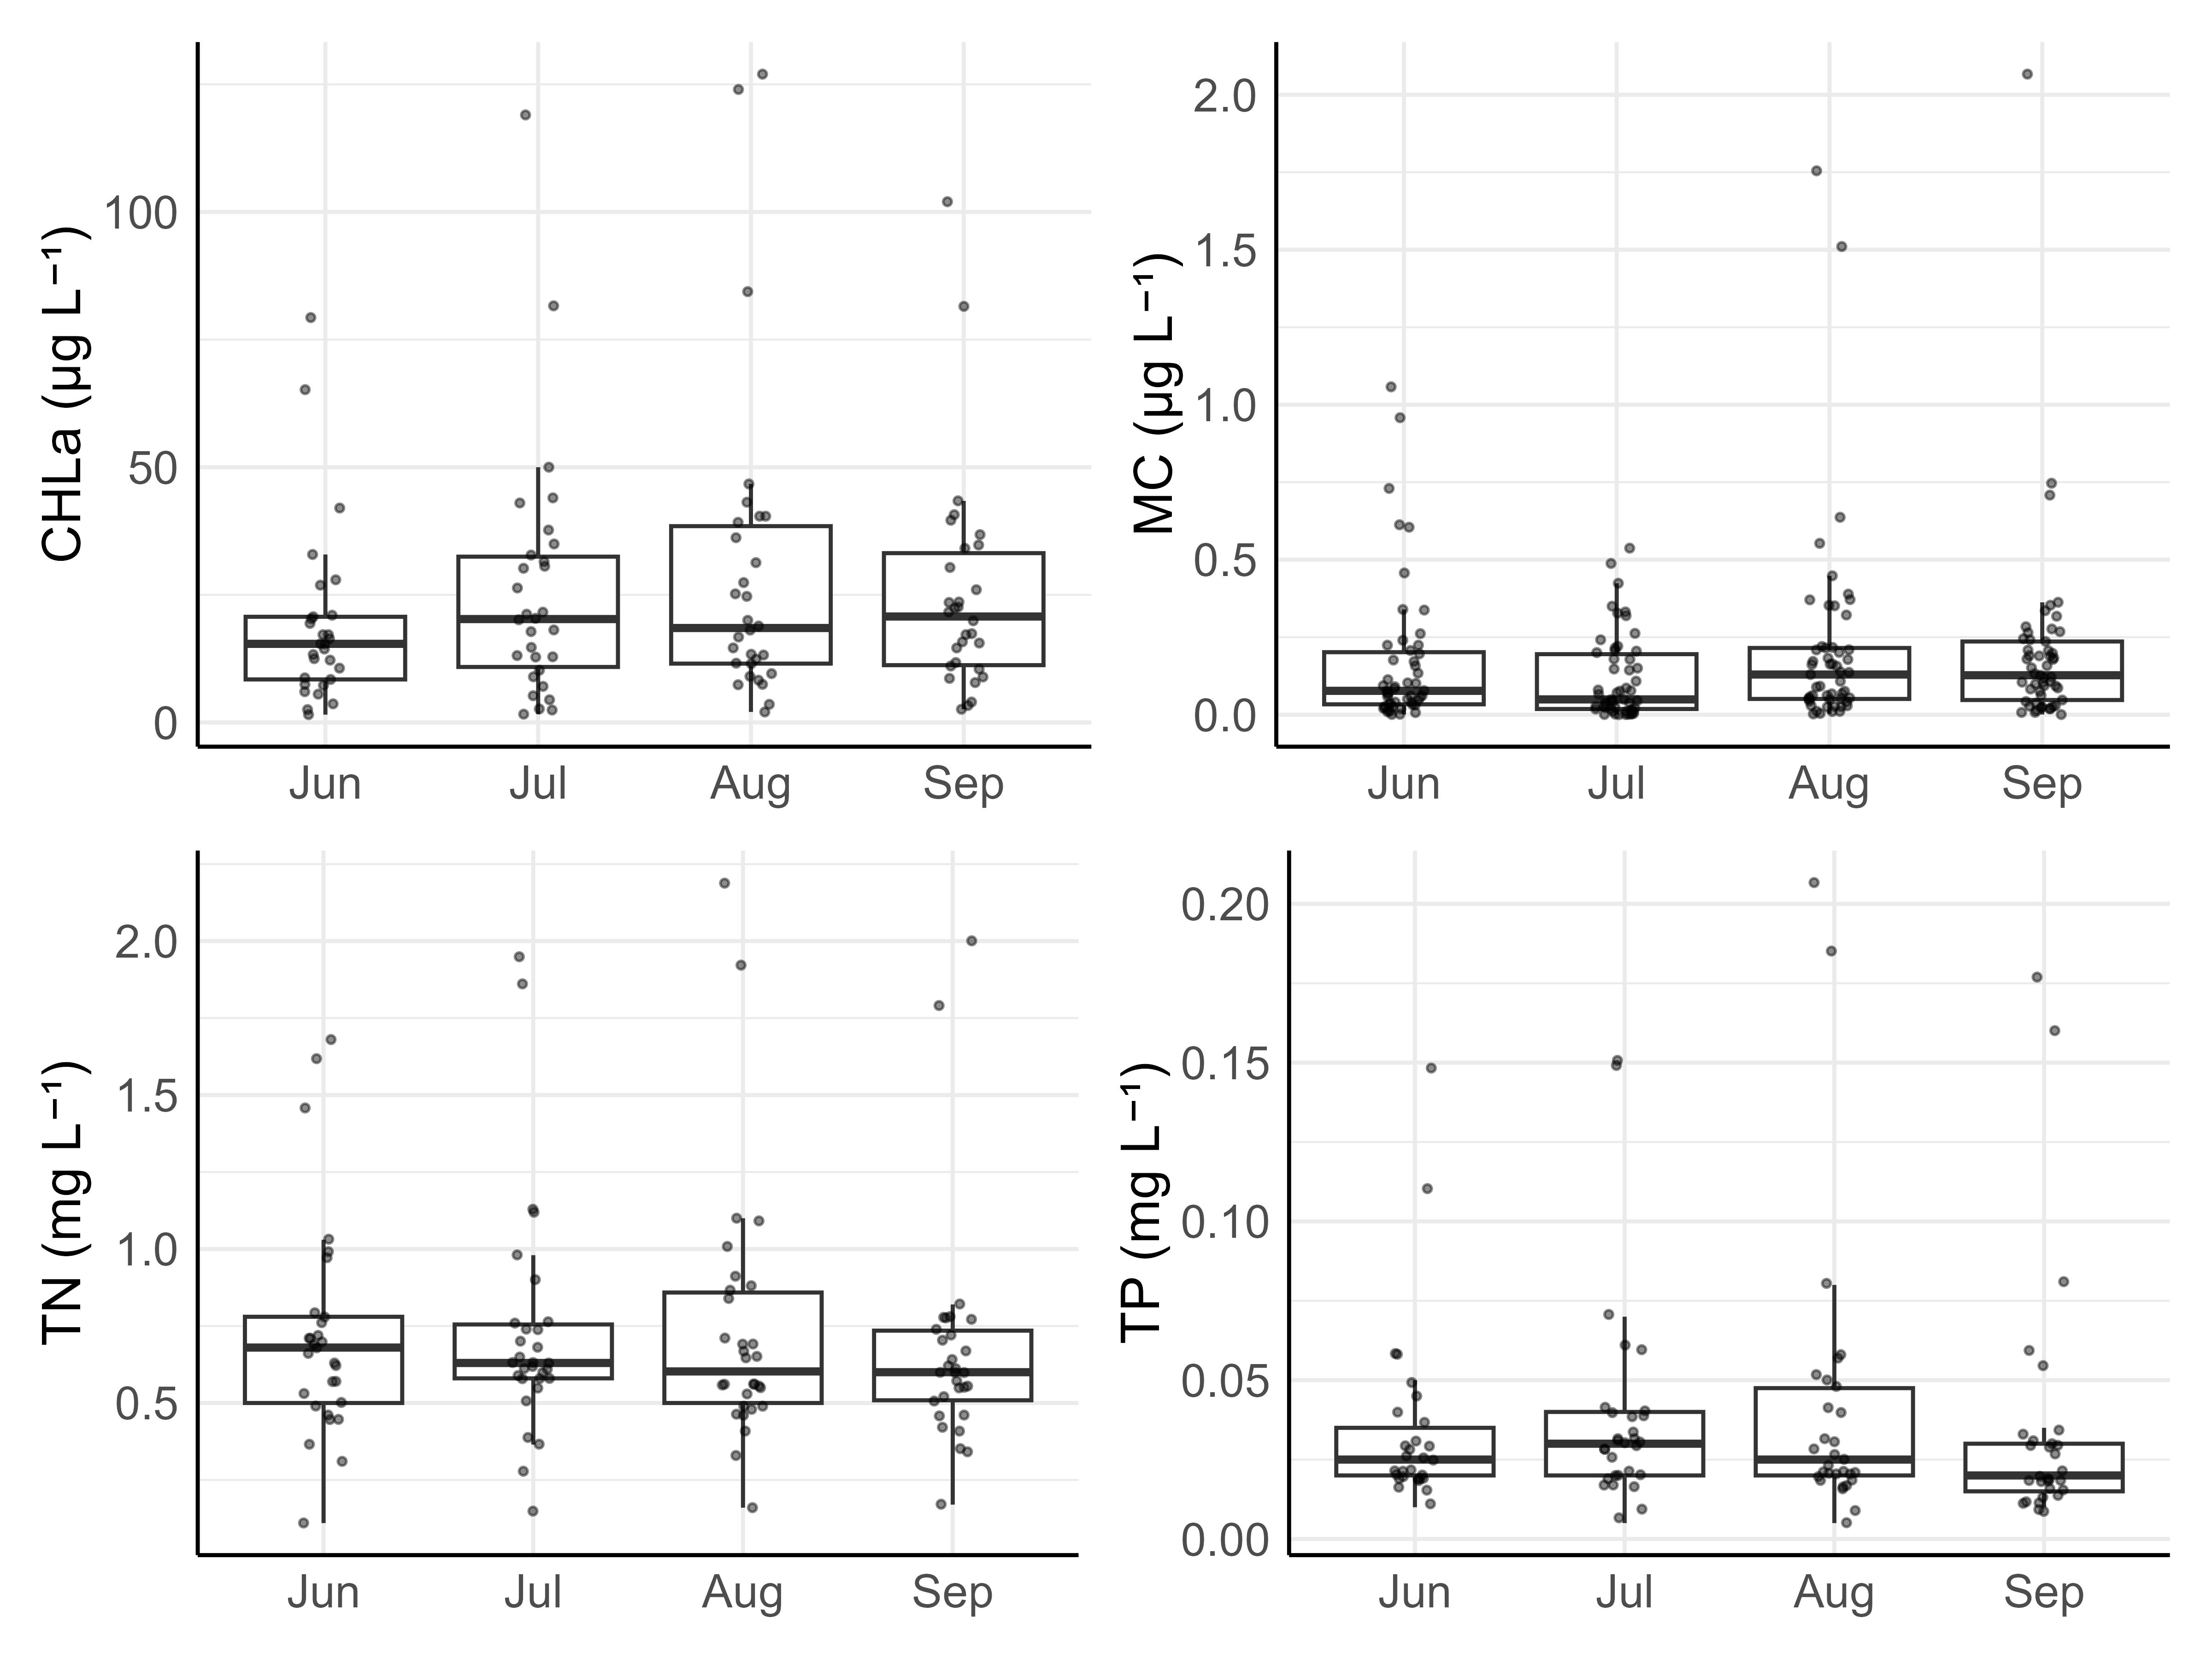 CHLa (µg L⁻¹)
100
50
0
Jun Jul Aug Sep
MC (µg L⁻¹)
2.0
1.5
1.0
0.5
0.0
Jun Jul Aug Sep
TN (mg L⁻¹)
2.0
1.5
1.0
0.5
Jun Jul Aug Sep
TP (mg L⁻¹)
0.20
0.15
0.10
0.05
0.00
Jun Jul Aug Sep